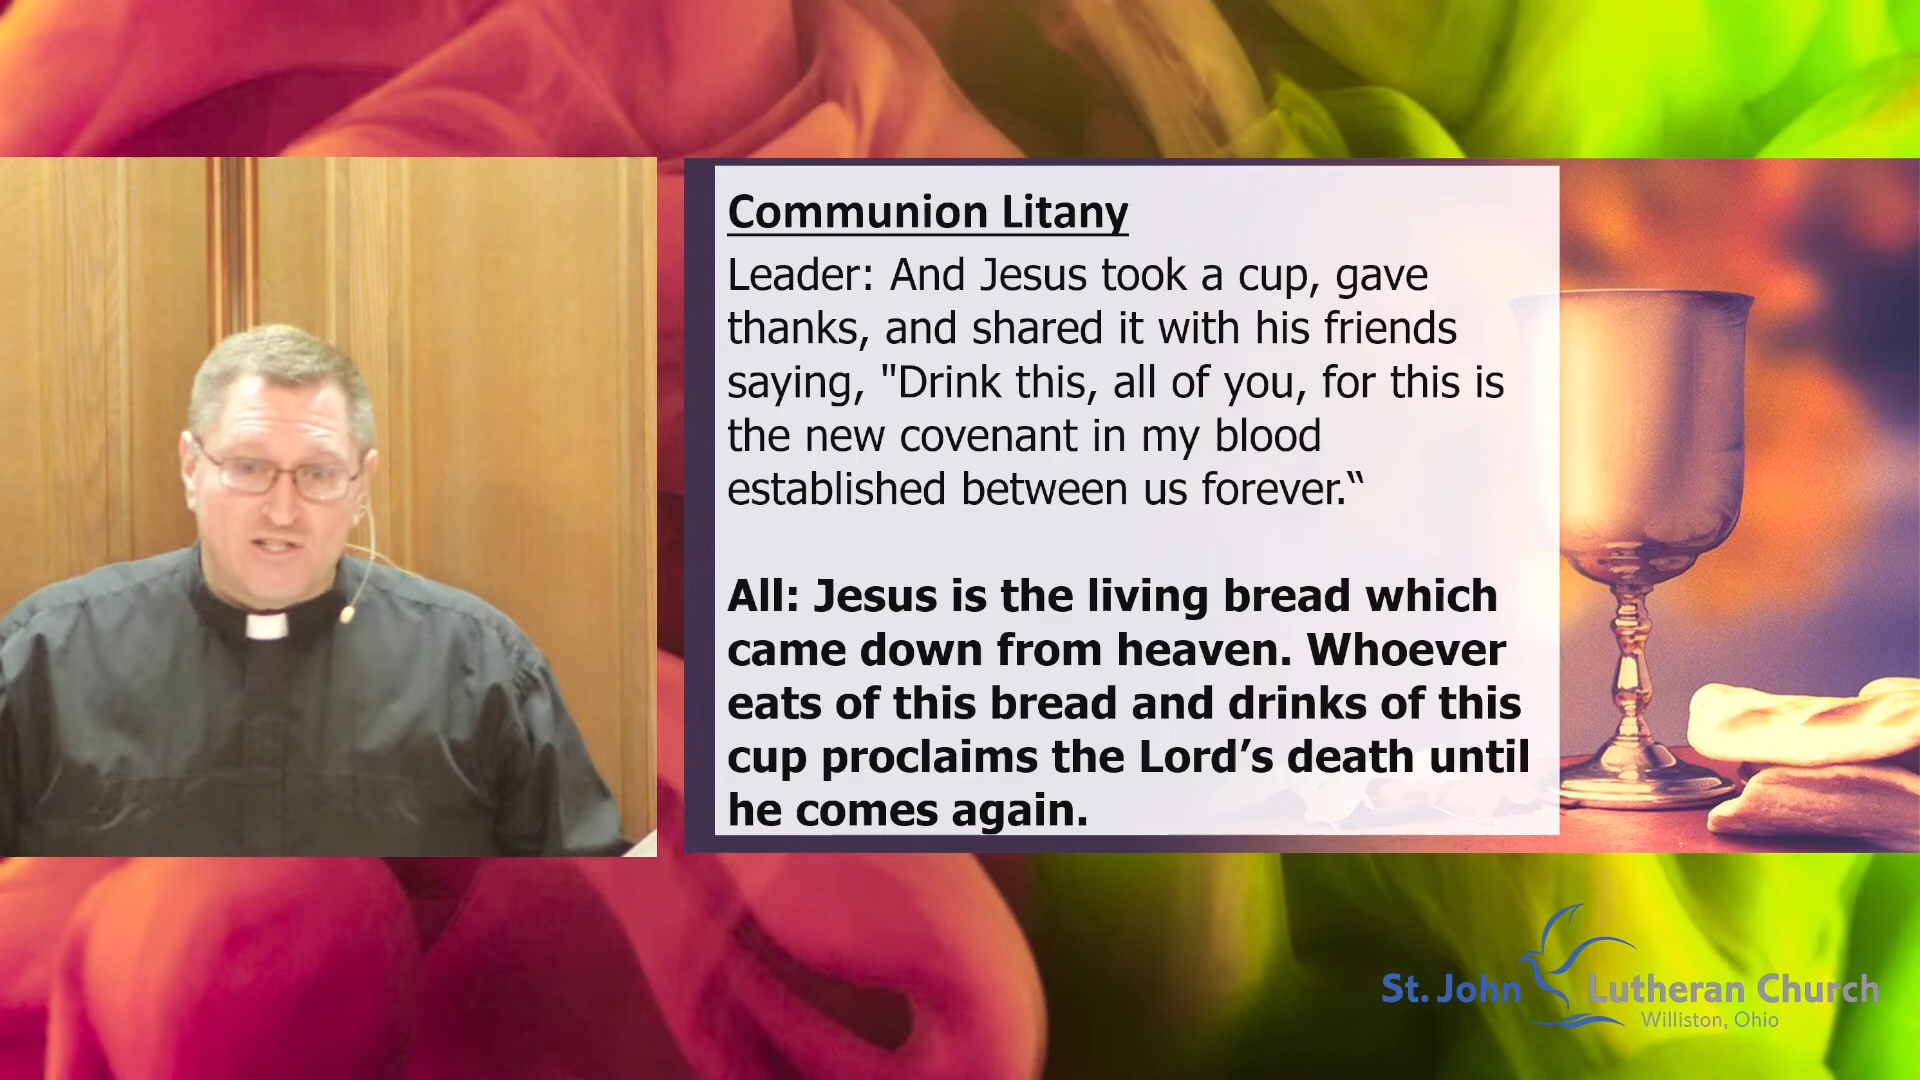 Communion Litany
Leader: And Jesus took a cup, gave
thanks, and shared it with his friends
saying, "Drink this, all of you, for this is
the new covenant in my blood
established between us forever.“
All: Jesus is the living bread which
came down from heaven. Whoever
eats of this bread and drinks of this
cup proclaims the Lord’s death until
he comes again.
St. John Lutheran Church
Williston, Ohio